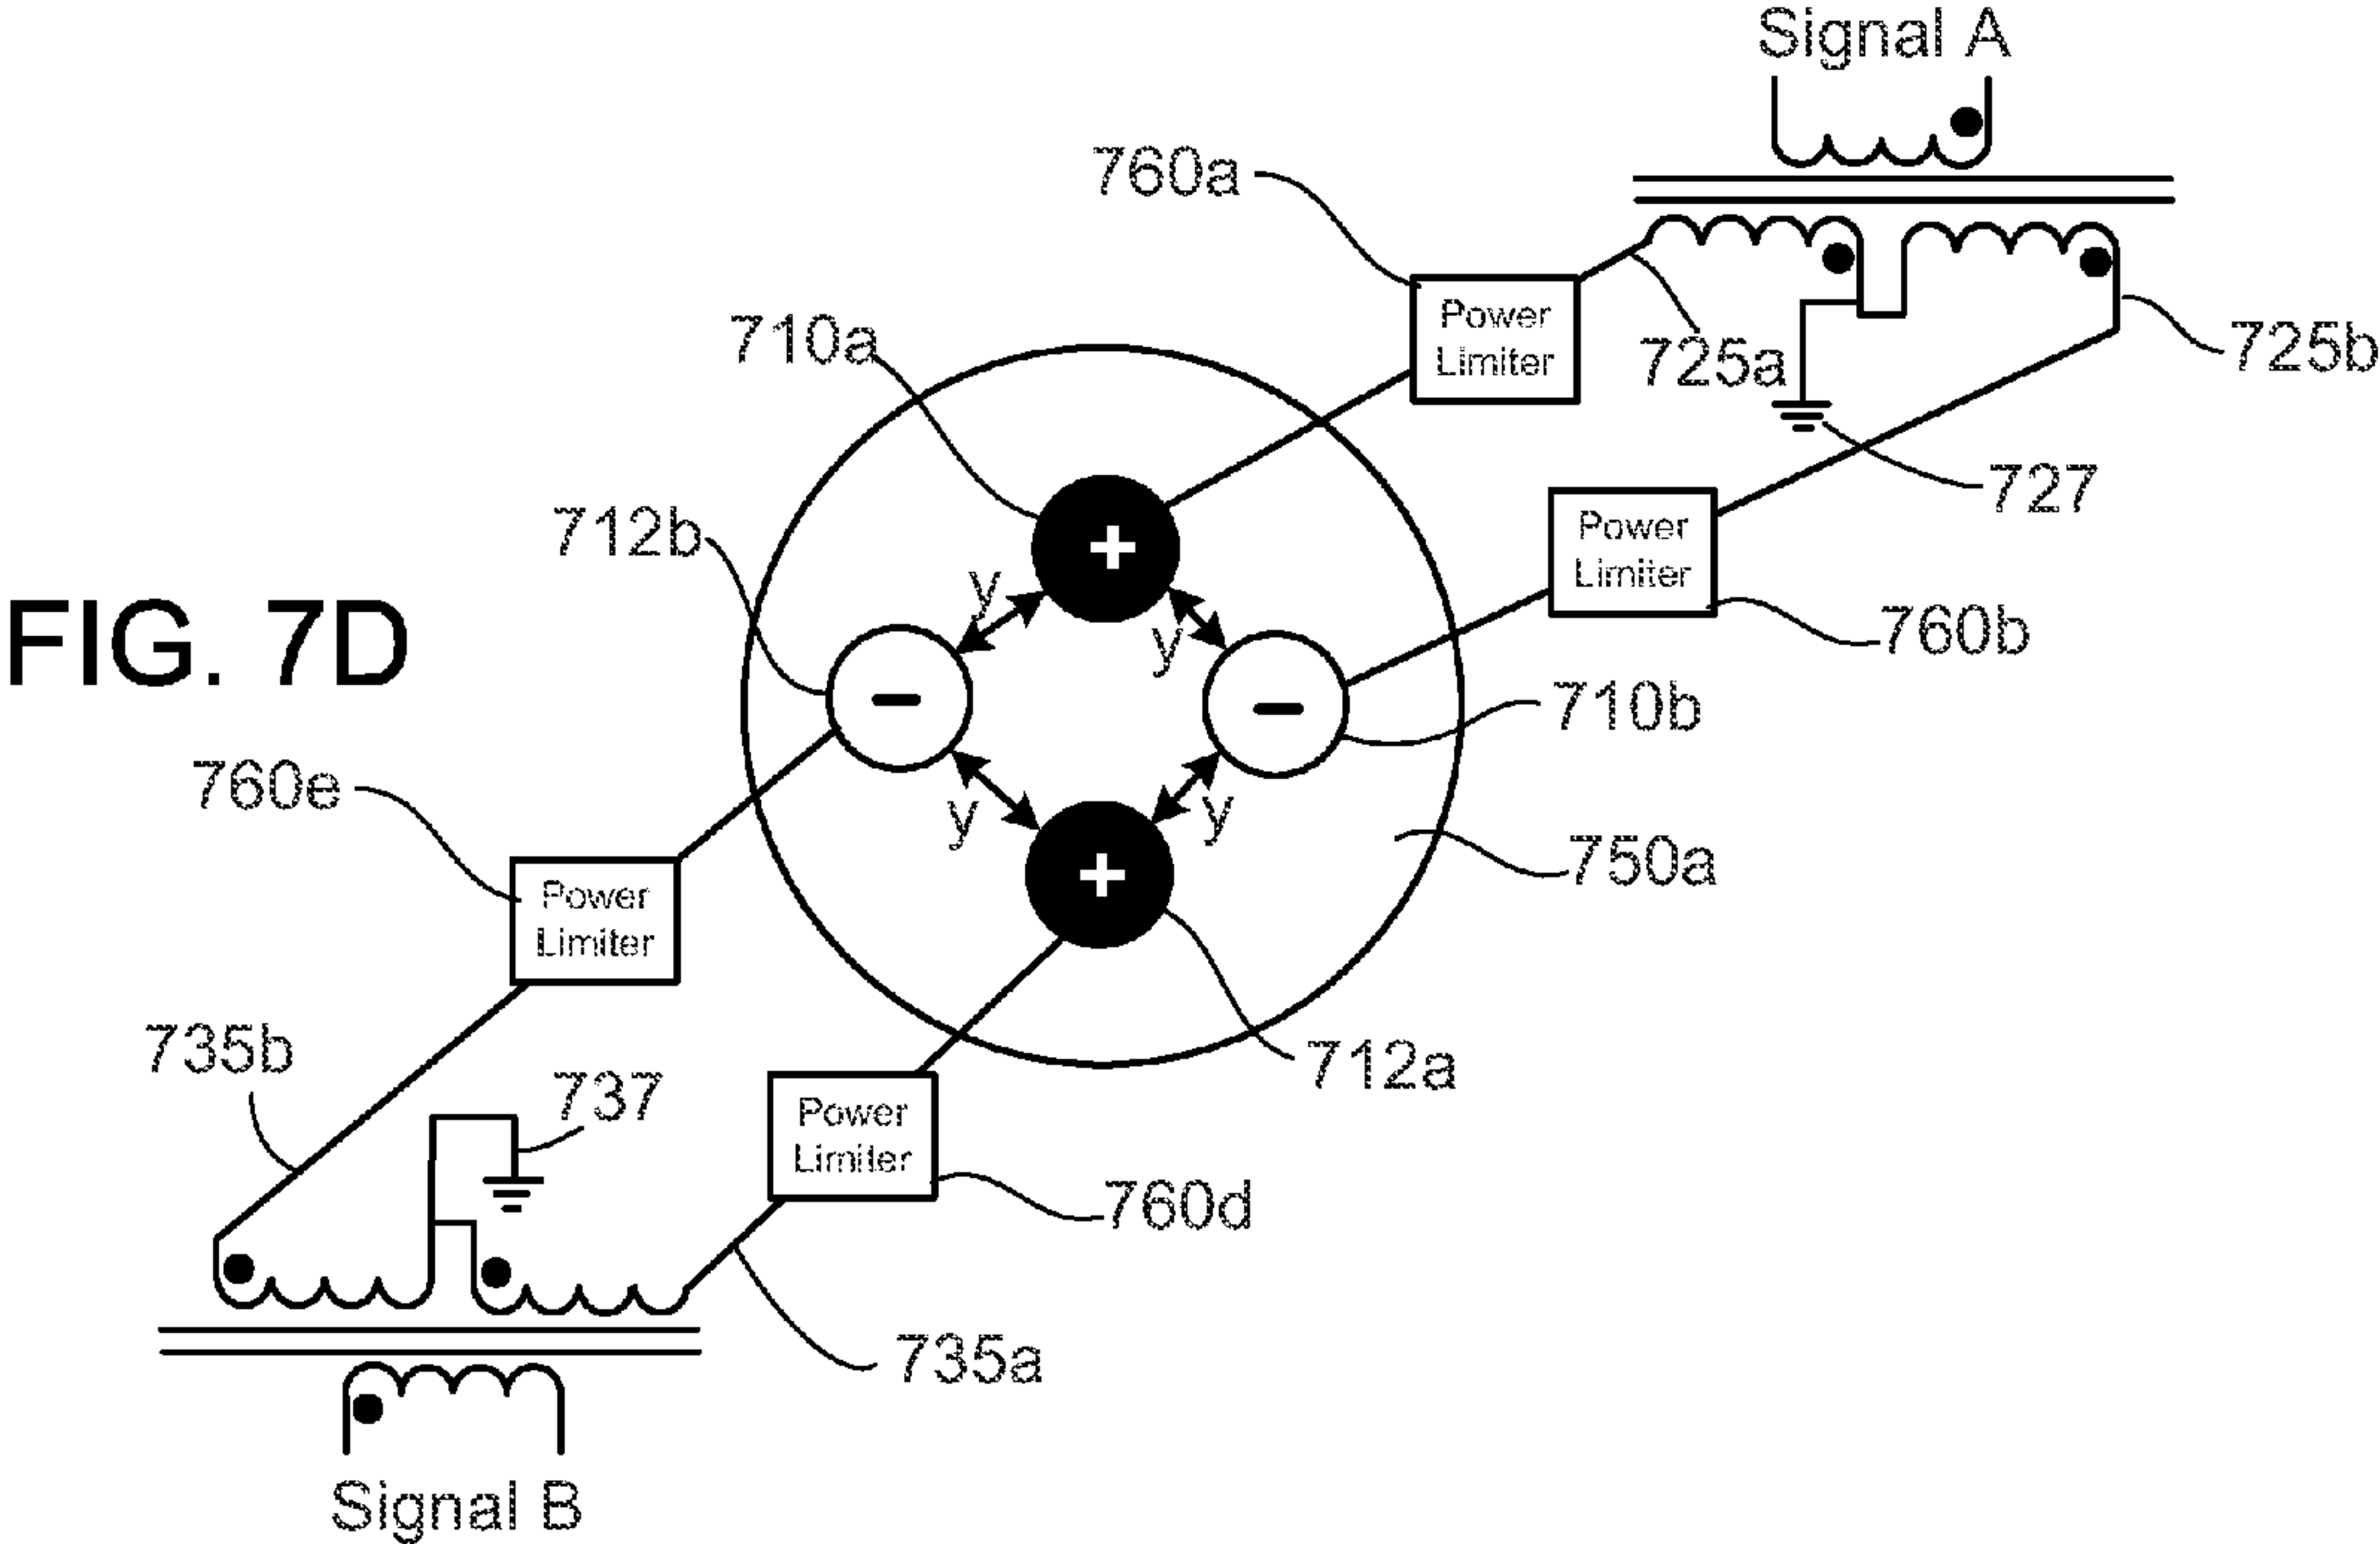 Signal A
760a
Power
Limiter
725a
725b
710a
727
712b
+
y
y
Power
Limiter
760b
FIG. 7D
−
−
710b
760e
y
y
750a
Power
Limiter
+
735b
737
712a
Power
Limiter
760d
735a
Signal B